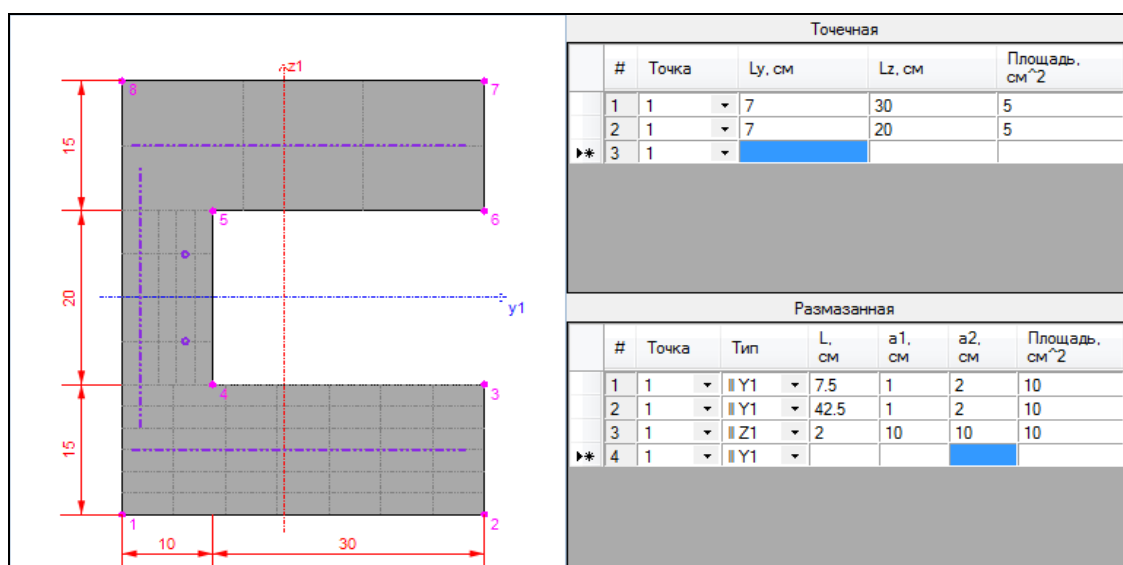 z1
8
7
15
5
6
20
y1
4
3
15
1
2
10
30
Точечная
# Точка Ly, см Lz, см Площадь, см^2
1 1 7 30 5
2 1 7 20 5
3 1
Размазанная
# Точка Тип L, см a1, см a2, см Площадь, см^2
1 1 || Y1 7.5 1 2 10
2 1 || Y1 42.5 1 2 10
3 1 || Z1 2 10 10 10
4 1 || Y1